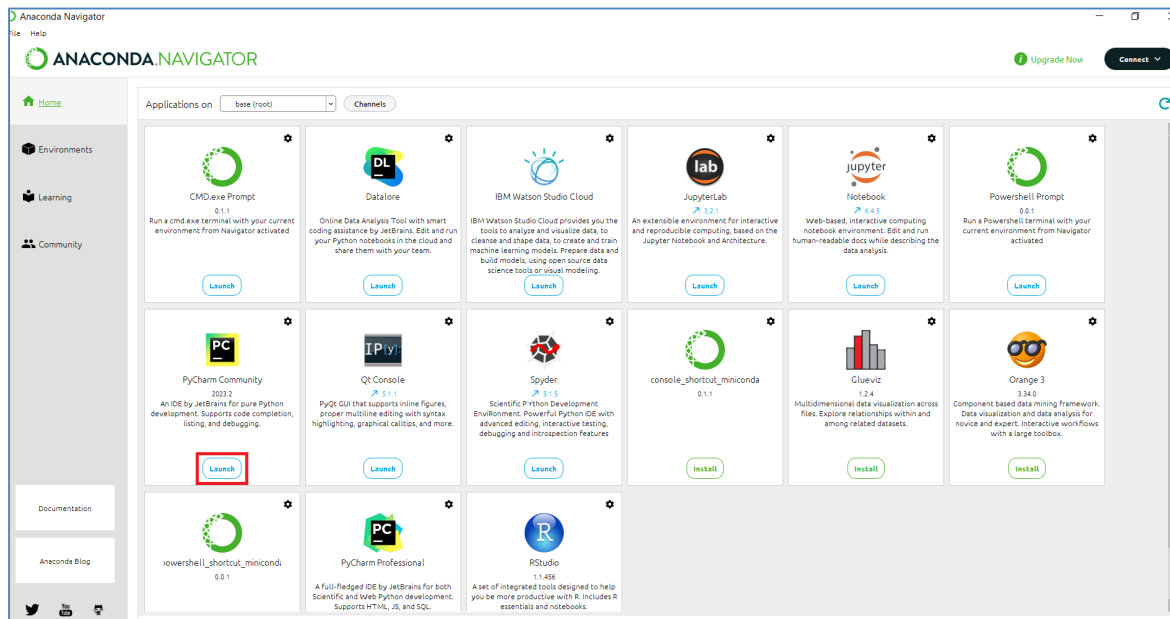 Anaconda Navigator
File Help
ANACONDA.NAVIGATOR
Upgrade Now
Connect
Home
Environments
Learning
Community
Documentation
Anaconda Blog
You
Tube
Applications on
base (root)
Channels
CMD.exe Prompt
0.1.1
Run a cmd.exe terminal with your current
environment from Navigator activated
Launch
DL
Datalore
Online Data Analysis Tool with smart
coding assistance by JetBrains. Edit and run
your Python notebooks in the cloud and
share them with your team.
Launch
IBM Watson Studio Cloud
IBM Watson Studio Cloud provides you the
tools to analyze and visualize data, to
cleanse and shape data, to create and train
machine learning models. Prepare data and
build models, using open source data
science tools or visual modeling.
Launch
lab
JupyterLab
3.2.1
An extensible environment for interactive
and reproducible computing, based on the
Jupyter Notebook and Architecture.
Launch
jupyter
Notebook
6.4.5
Web-based, interactive computing
notebook environment. Edit and run
human-readable docs while describing the
data analysis.
Launch
Powershell Prompt
0.0.1
Run a Powershell terminal with your
current environment from Navigator
activated
Launch
PC
PyCharm Community
2023.2
An IDE by JetBrains for pure Python
development. Supports code completion,
listing, and debugging.
Launch
IP[y]:
Qt Console
5.1.1
PyQt GUI that supports inline figures,
proper multiline editing with syntax
highlighting, graphical calltips, and more.
Launch
Spyder
5.1.5
Scientific PYthon Development
EnviRonment. Powerful Python IDE with
advanced editing, interactive testing,
debugging and introspection features
Launch
console_shortcut_miniconda
0.1.1
Install
Glueviz
1.2.4
Multidimensional data visualization across
files. Explore relationships within and
among related datasets.
Install
Orange 3
3.34.0
Component based data mining framework.
Data visualization and data analysis for
novice and expert. Interactive workflows
with a large toolbox.
Install
powershell_shortcut_miniconda
0.0.1
PC
PyCharm Professional
A full-fledged IDE by JetBrains for both
Scientific and Web Python development.
Supports HTML, JS, and SQL.
R
RStudio
1.1.456
A set of integrated tools designed to help
you be more productive with R. Includes R
essentials and notebooks.